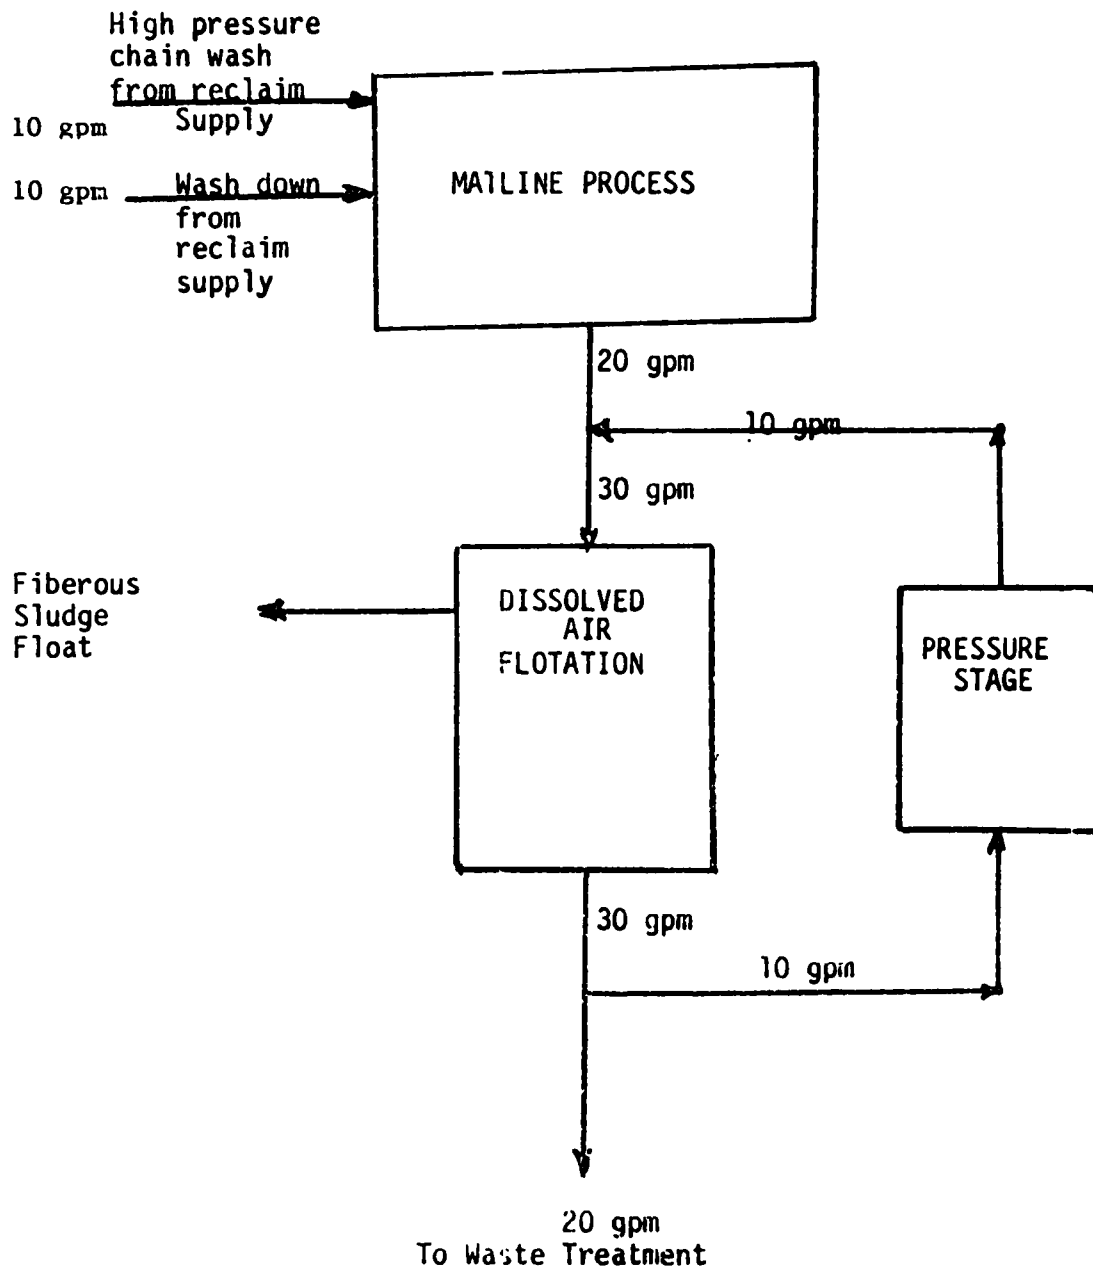 High pressure
chain wash
from reclaim
Supply
10 gpm
10 gpm
Wash down
from
reclaim
supply
MATLINE PROCESS
20 gpm
10 gpm
30 gpm
Fiberous
Sludge
Float
DISSOLVED
AIR
FLOTATION
PRESSURE
STAGE
30 gpm
10 gpm
20 gpm
To Waste Treatment